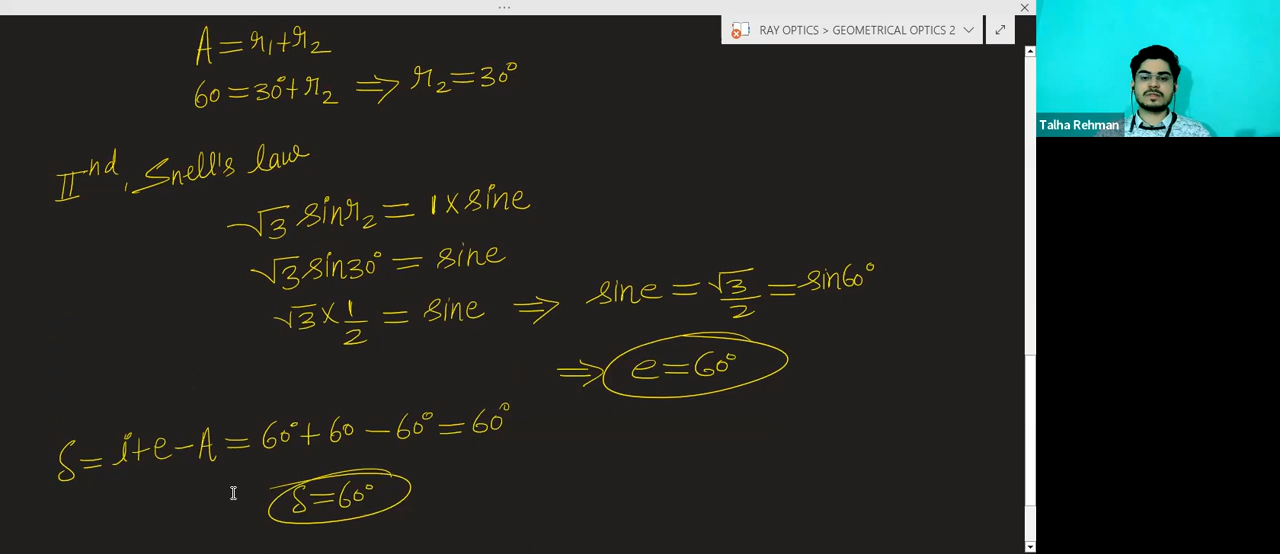 RAY OPTICS > GEOMETRICAL OPTICS 2
Talha Rehman
A = r₁+r₂
60 = 30°+r₂ ⇒ r₂ = 30°
IInd, Snell's law
√3 sinr₂ = 1 × sine
√3 sin30° = sine
√3 × 1/2 = sine ⇒ sine = √3/2 = sin60°
⇒ e = 60°
δ = i+e−A = 60°+60−60° = 60°
δ = 60°